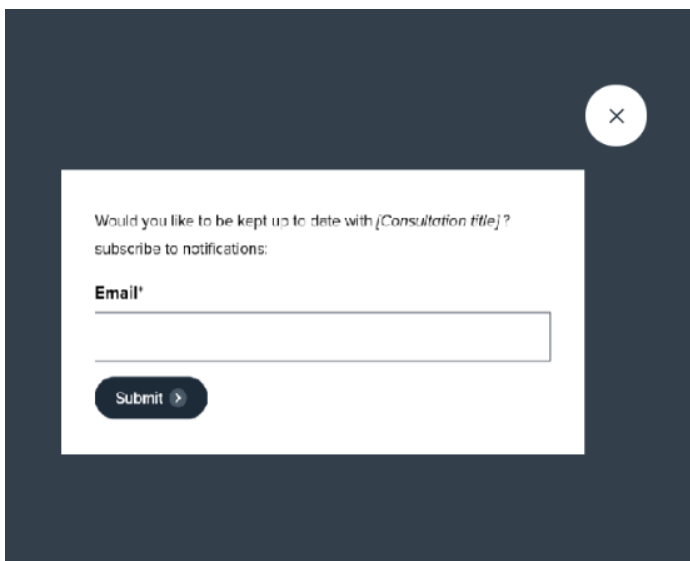 Would you like to be kept up to date with [Consultation title] ?
subscribe to notifications:
Email*
Submit